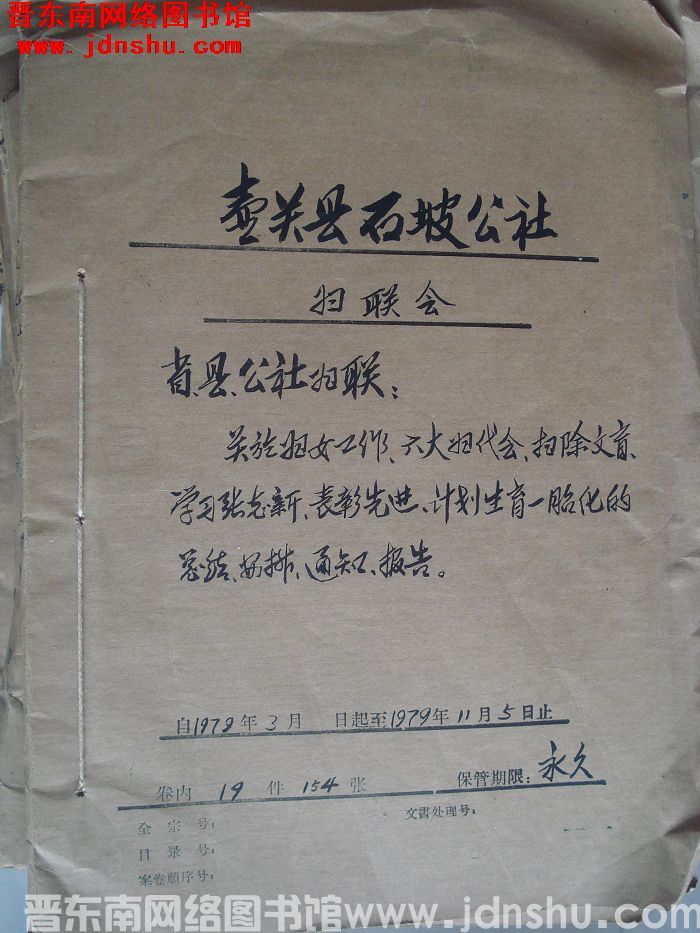 晋东南网络图书馆
www.jdnshu.com
壶关县石坡公社
妇联会
省、县、公社妇联：
关于妇女工作、六大妇代会、扫除文盲、
学习张志新、表彰先进、计划生育一胎化的
总结、安排、通知、报告。
自1978年3月 日起至1979年11月5日止
卷内 19 件 154 张 保管期限：永久
全宗号： 文書处理号：
目录号：
案卷順序号：
晋东南网络图书馆 www.jdnshu.com